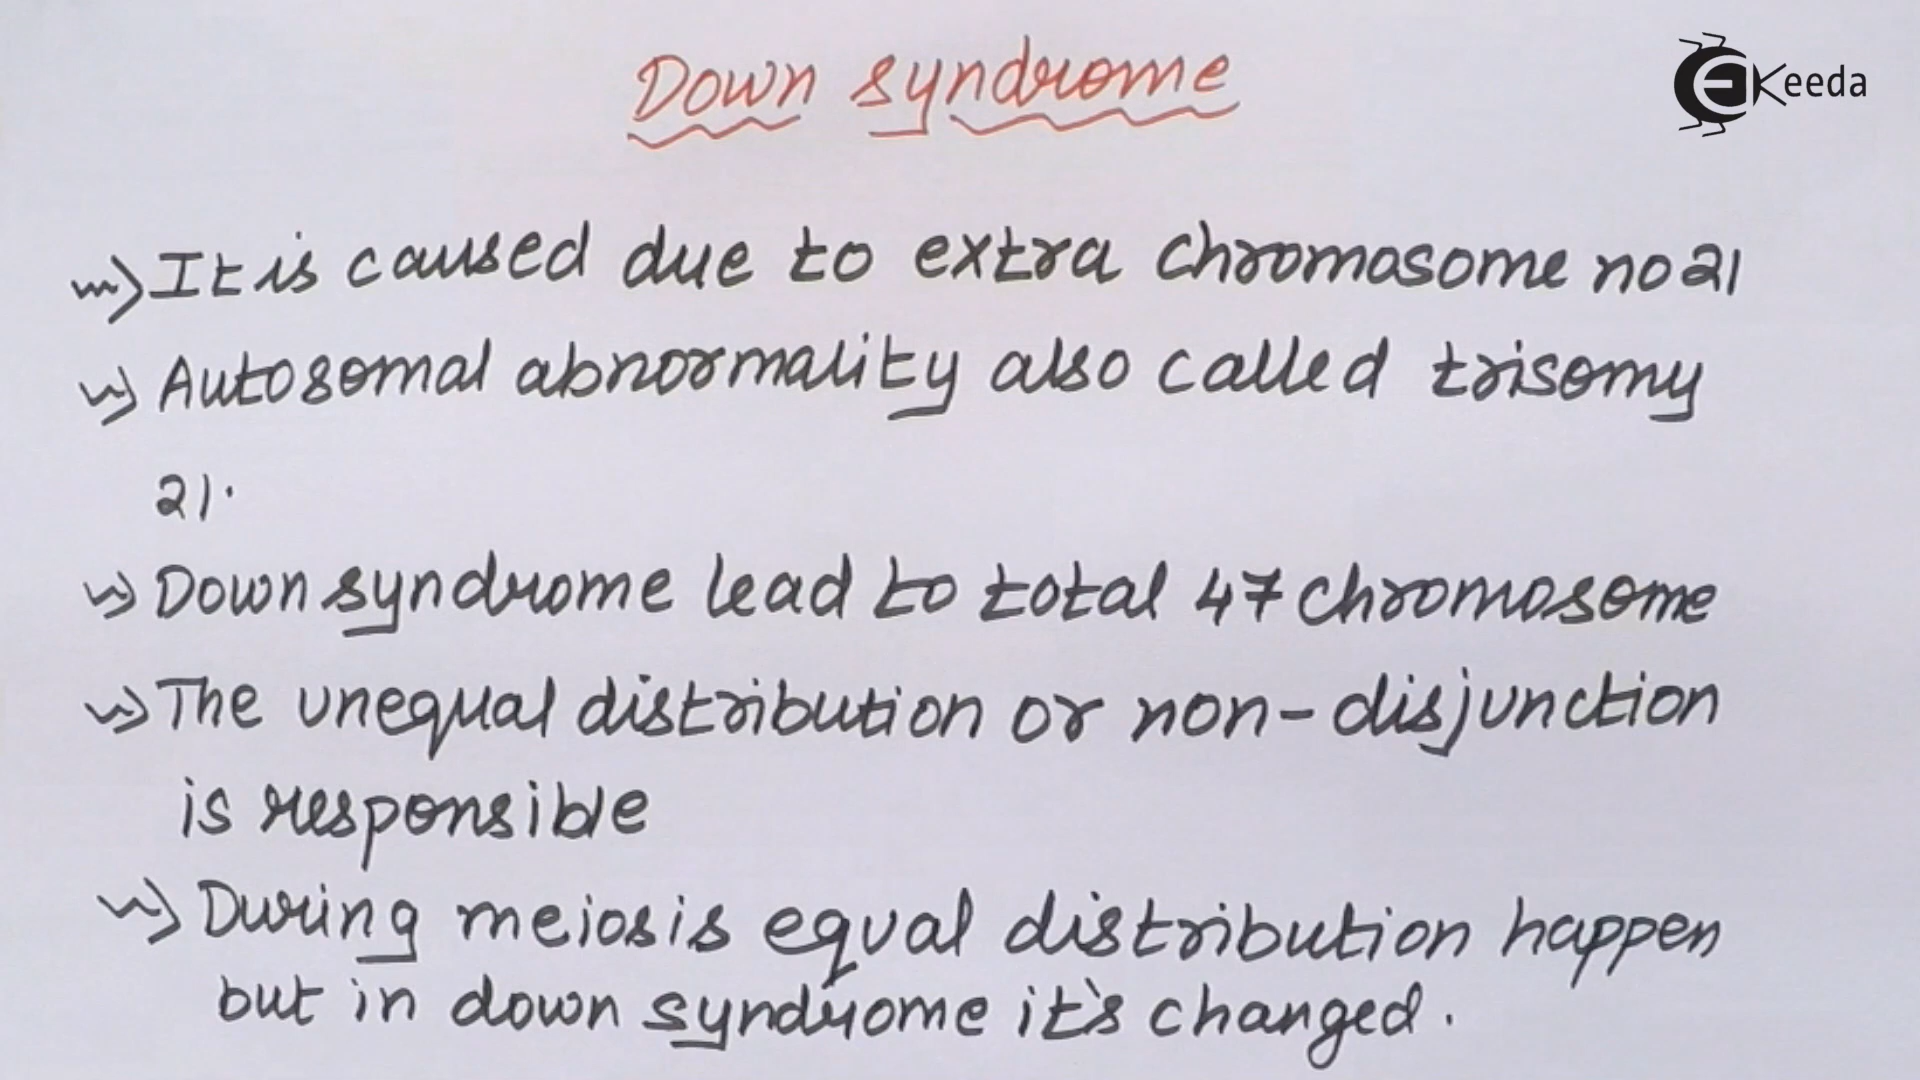 Down syndrome
EKeeda
It is caused due to extra chromosome no 21
Autosomal abnormality also called trisomy
21.
Down syndrome lead to total 47 chromosome
The unequal distribution or non-disjunction
is responsible
During meiosis equal distribution happen
but in down syndrome it's changed.